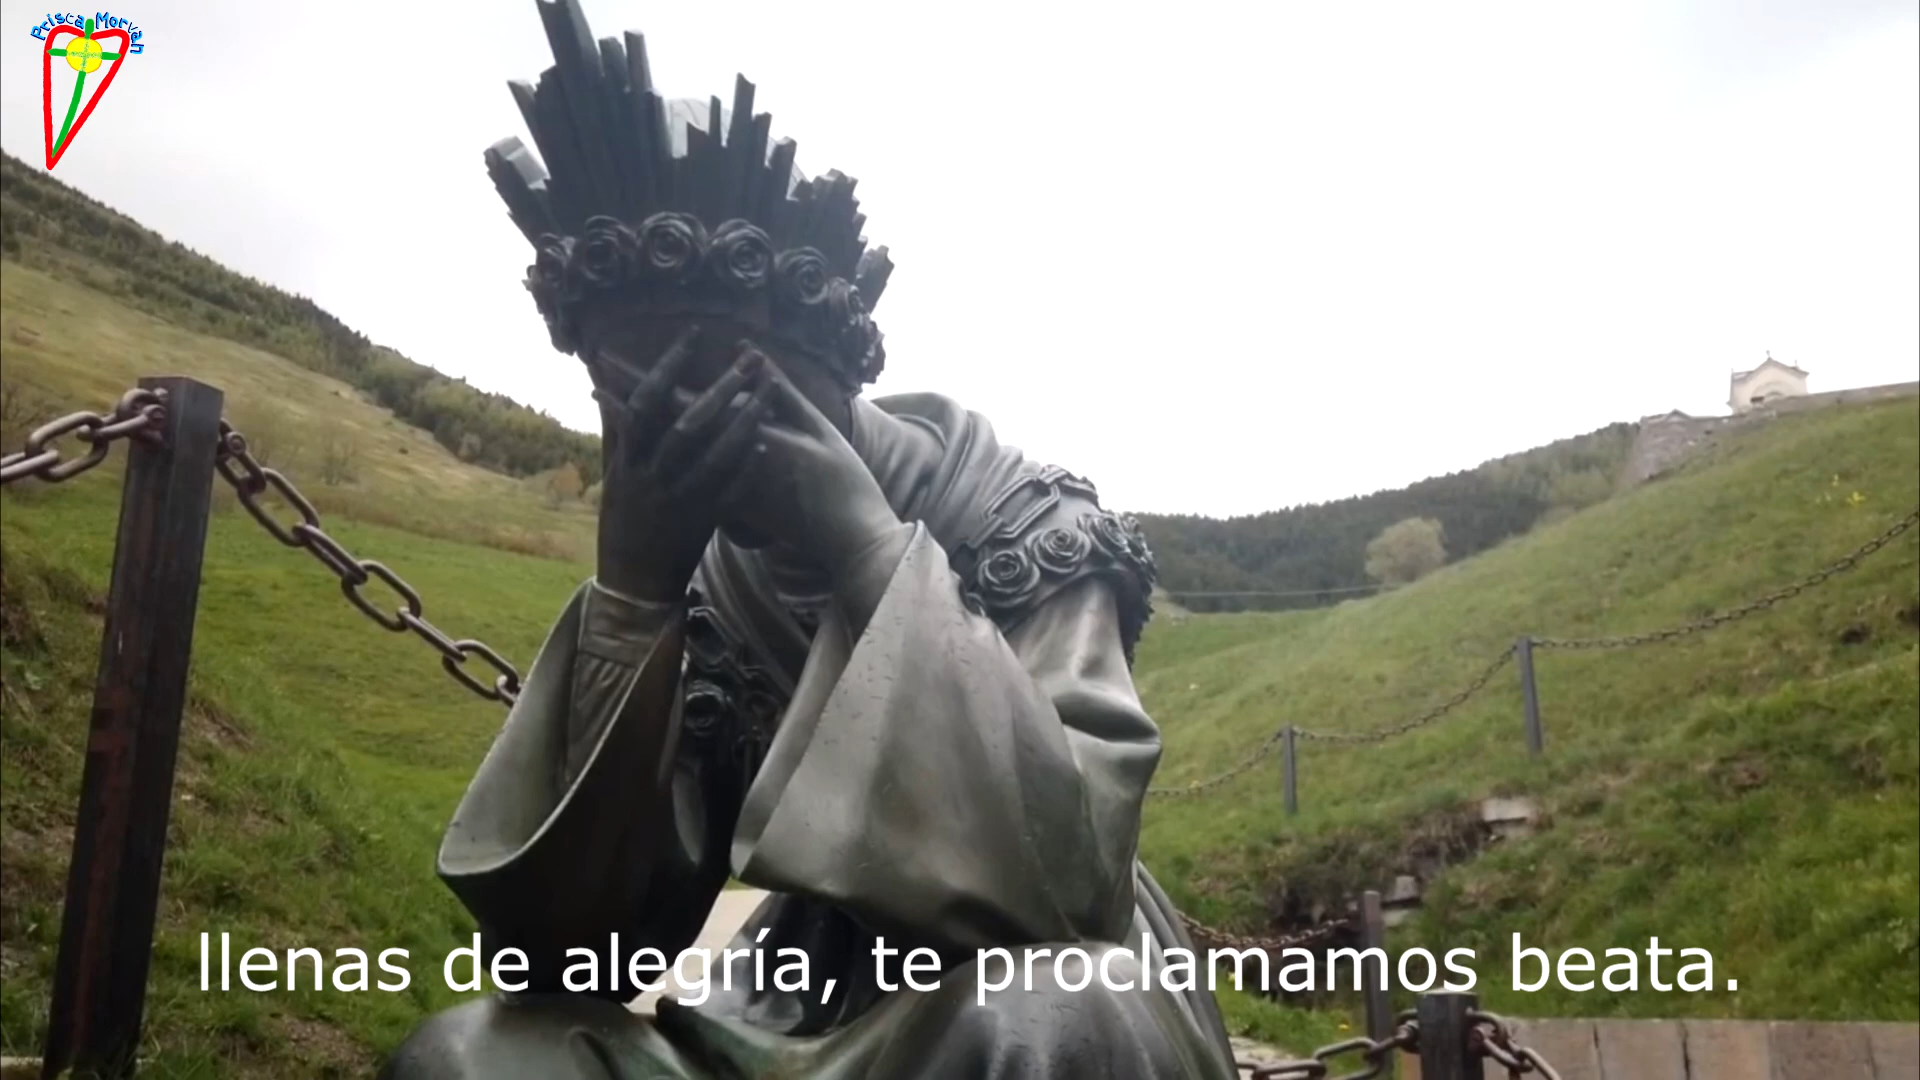 Prisca Morvan
llenas de alegría, te proclamamos beata.